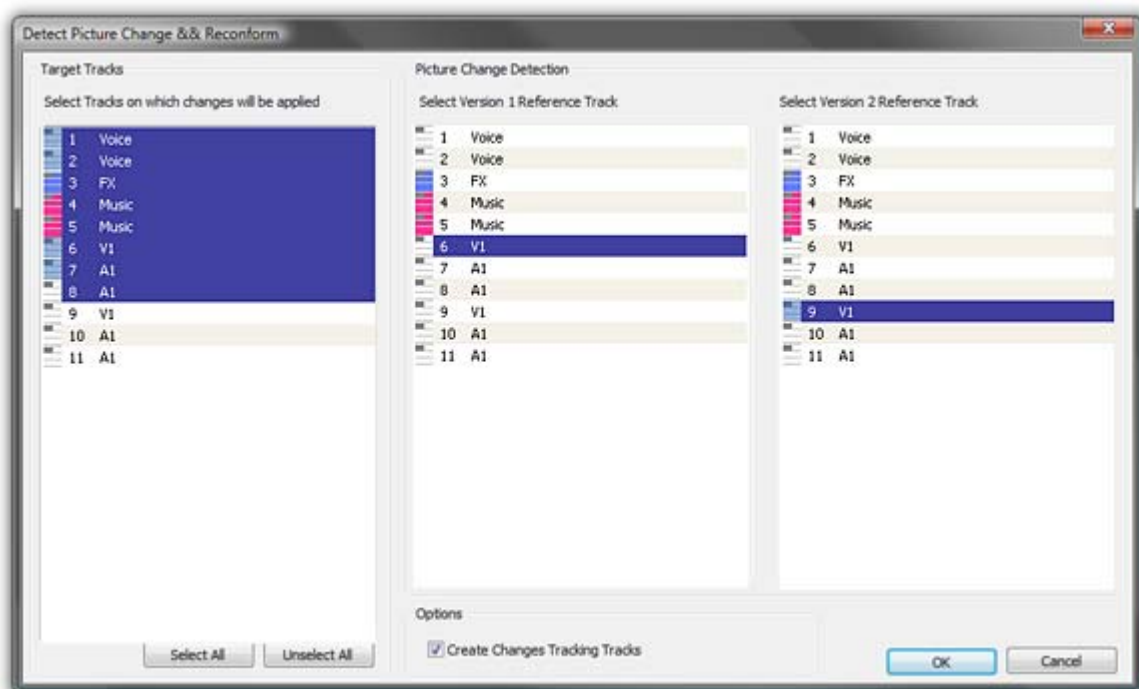 Detect Picture Change && Reconform
Target Tracks
Select Tracks on which changes will be applied
1 Voice
2 Voice
3 FX
4 Music
5 Music
6 V1
7 A1
8 A1
9 V1
10 A1
11 A1
Select All
Unselect All
Picture Change Detection
Select Version 1 Reference Track
1 Voice
2 Voice
3 FX
4 Music
5 Music
6 V1
7 A1
8 A1
9 V1
10 A1
11 A1
Select Version 2 Reference Track
1 Voice
2 Voice
3 FX
4 Music
5 Music
6 V1
7 A1
8 A1
9 V1
10 A1
11 A1
Options
Create Changes Tracking Tracks
OK
Cancel